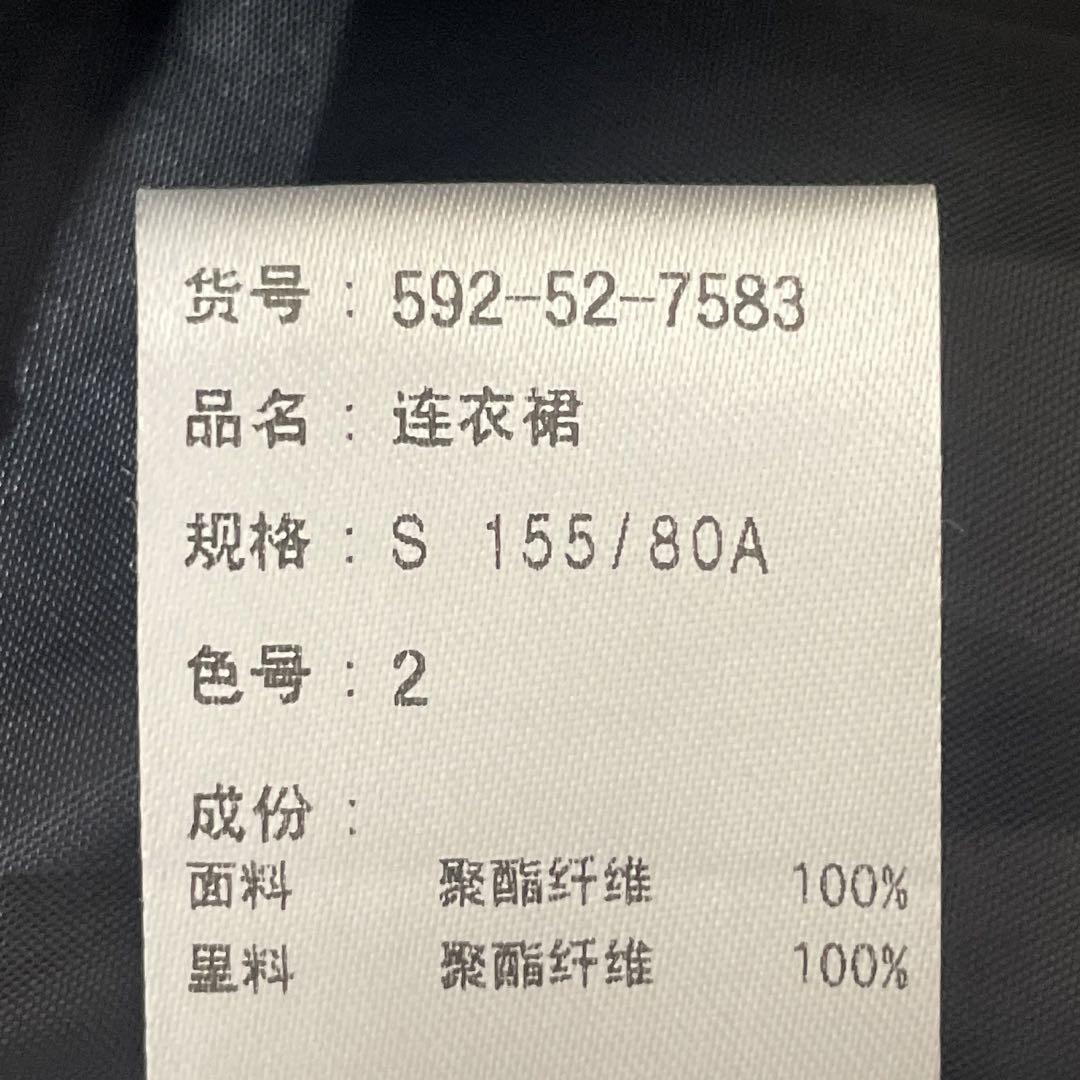 货号：592-52-7583
品名：连衣裙
规格：S 155/80A
色号：2
成份：
面料 聚酯纤维 100%
里料 聚酯纤维 100%